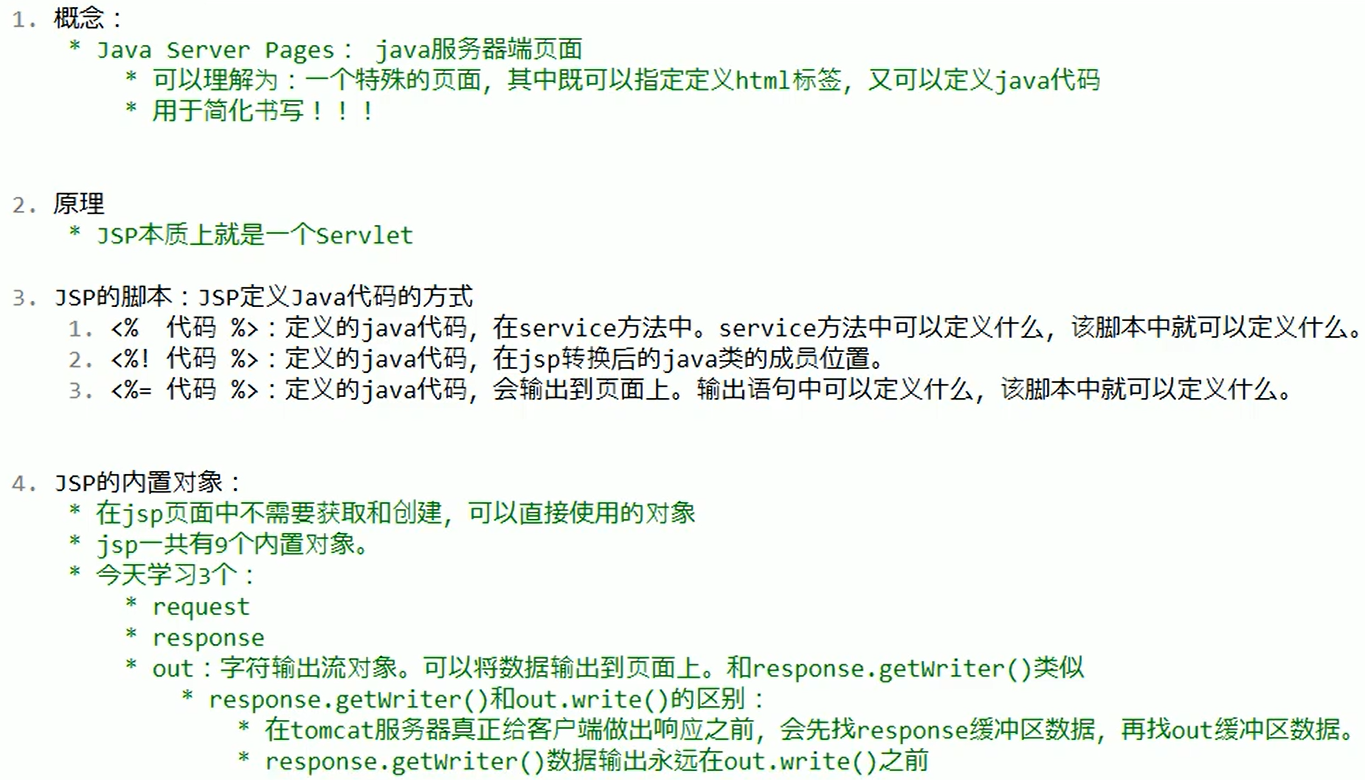 1. 概念：
* Java Server Pages： java服务器端页面
* 可以理解为：一个特殊的页面，其中既可以指定定义html标签，又可以定义java代码
* 用于简化书写！！！
2. 原理
* JSP本质上就是一个Servlet
3. JSP的脚本：JSP定义Java代码的方式
1. <%  代码 %>：定义的java代码，在service方法中。service方法中可以定义什么，该脚本中就可以定义什么。
2. <%! 代码 %>：定义的java代码，在jsp转换后的java类的成员位置。
3. <%= 代码 %>：定义的java代码，会输出到页面上。输出语句中可以定义什么，该脚本中就可以定义什么。
4. JSP的内置对象：
* 在jsp页面中不需要获取和创建，可以直接使用的对象
* jsp一共有9个内置对象。
* 今天学习3个：
* request
* response
* out：字符输出流对象。可以将数据输出到页面上。和response.getWriter()类似
* response.getWriter()和out.write()的区别：
* 在tomcat服务器真正给客户端做出响应之前，会先找response缓冲区数据，再找out缓冲区数据。
* response.getWriter()数据输出永远在out.write()之前